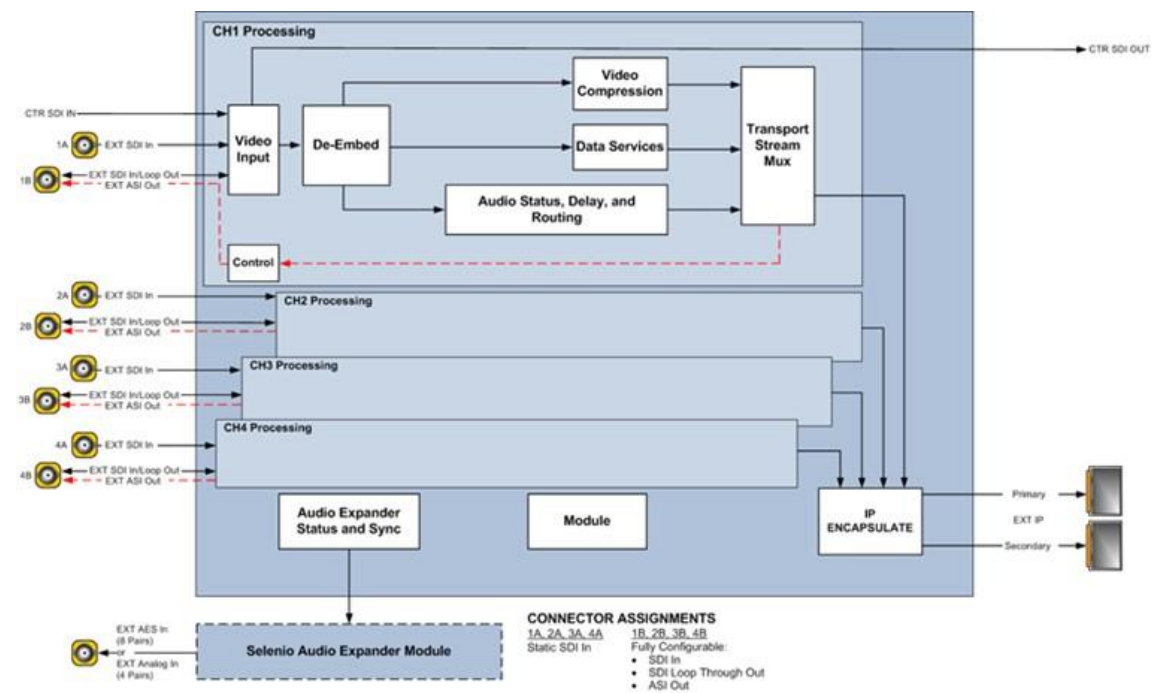 CH1 Processing
CTR SDI OUT
Video
Compression
CTR SDI IN
Video
Input
De-Embed
Data Services
Transport
Stream
Mux
1A
EXT SDI In
1B
EXT SDI In/Loop Out
EXT ASI Out
Audio Status, Delay, and
Routing
Control
2A
EXT SDI In
CH2 Processing
2B
EXT SDI In/Loop Out
EXT ASI Out
3A
EXT SDI In
CH3 Processing
3B
EXT SDI In/Loop Out
EXT ASI Out
4A
EXT SDI In
CH4 Processing
4B
EXT SDI In/Loop Out
EXT ASI Out
Audio Expander
Status and Sync
Module
IP
ENCAPSULATE
Primary
EXT IP
Secondary
EXT AES In
(8 Pairs)
or
EXT Analog In
(4 Pairs)
Selenio Audio Expander Module
CONNECTOR ASSIGNMENTS
1A, 2A, 3A, 4A
Static SDI In
1B, 2B, 3B, 4B
Fully Configurable:
• SDI In
• SDI Loop Through Out
• ASI Out